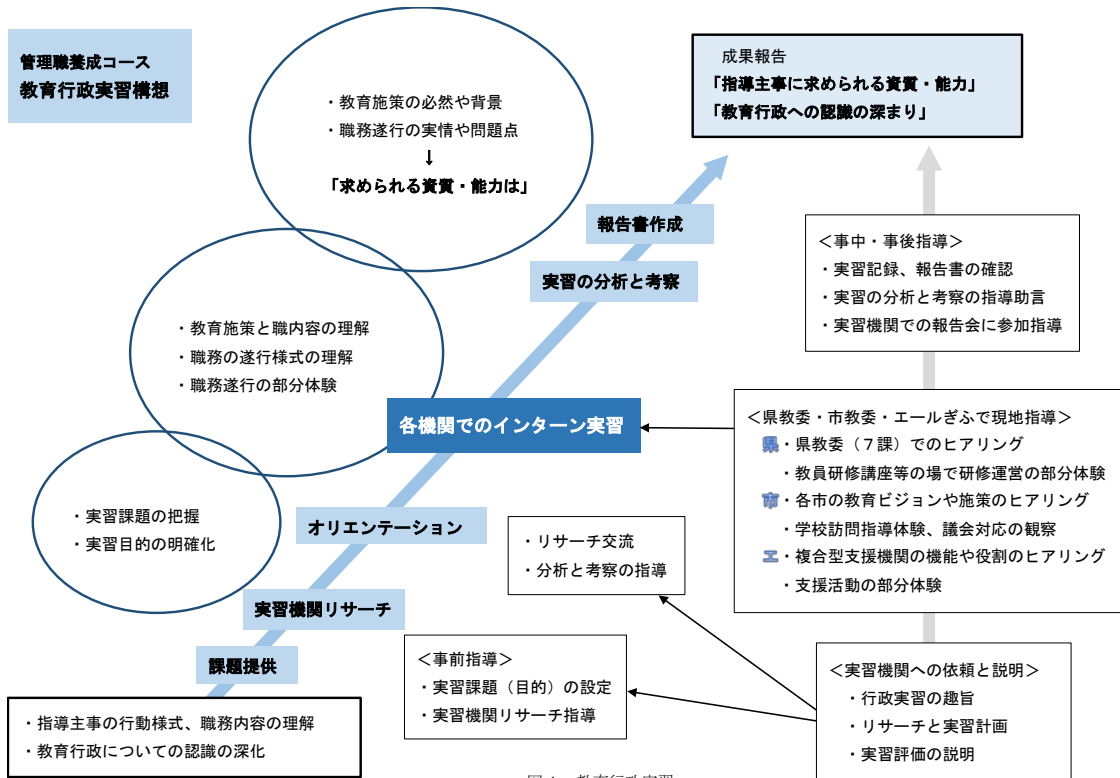 管理職養成コース
教育行政実習構想
・教育施策の必然や背景
・職務遂行の実情や問題点
↓
「求められる資質・能力は」
成果報告
「指導主事に求められる資質・能力」
「教育行政への認識の深まり」
報告書作成
実習の分析と考察
＜事中・事後指導＞
・実習記録、報告書の確認
・実習の分析と考察の指導助言
・実習機関での報告会に参加指導
・教育施策と職内容の理解
・職務の遂行様式の理解
・職務遂行の部分体験
各機関でのインターン実習
＜県教委・市教委・エールぎふで現地指導＞
県・県教委（７課）でのヒアリング
・教員研修講座等の場で研修運営の部分体験
市・各市の教育ビジョンや施策のヒアリング
・学校訪問指導体験、議会対応の観察
エ・複合型支援機関の機能や役割のヒアリング
・支援活動の部分体験
・実習課題の把握
・実習目的の明確化
オリエンテーション
・リサーチ交流
・分析と考察の指導
実習機関リサーチ
課題提供
＜事前指導＞
・実習課題（目的）の設定
・実習機関リサーチ指導
＜実習機関への依頼と説明＞
・行政実習の趣旨
・リサーチと実習計画
・実習評価の説明
・指導主事の行動様式、職務内容の理解
・教育行政についての認識の深化